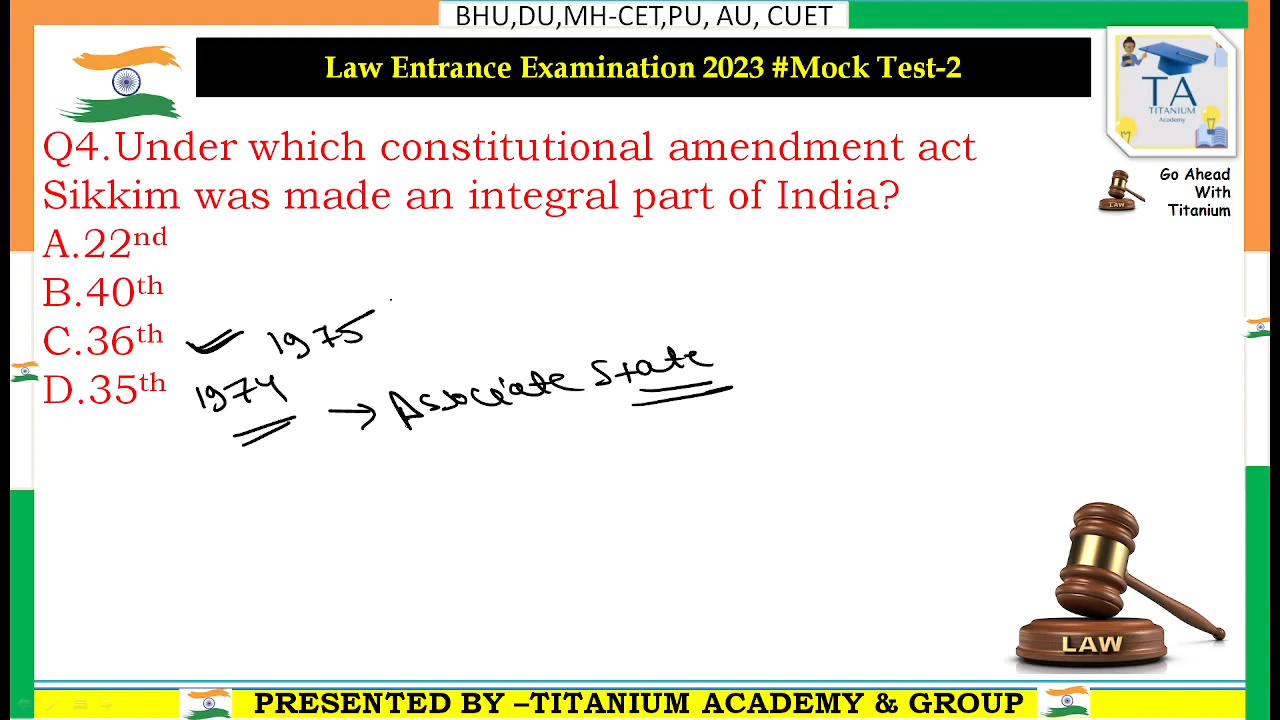 BHU,DU,MH-CET,PU, AU, CUET
Law Entrance Examination 2023 #Mock Test-2
TA
TITANIUM
Academy
Go Ahead
With
Titanium
LAW
Q4.Under which constitutional amendment act
Sikkim was made an integral part of India?
A.22nd
B.40th
C.36th 1975
D.35th 1974 → Associate State
LAW
PRESENTED BY –TITANIUM ACADEMY & GROUP